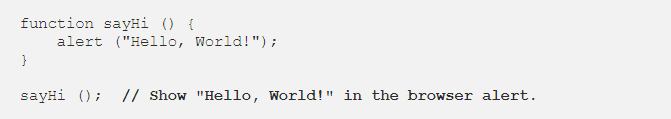 function sayHi () {
    alert ("Hello, World!");
}
sayHi ();  // Show "Hello, World!" in the browser alert.